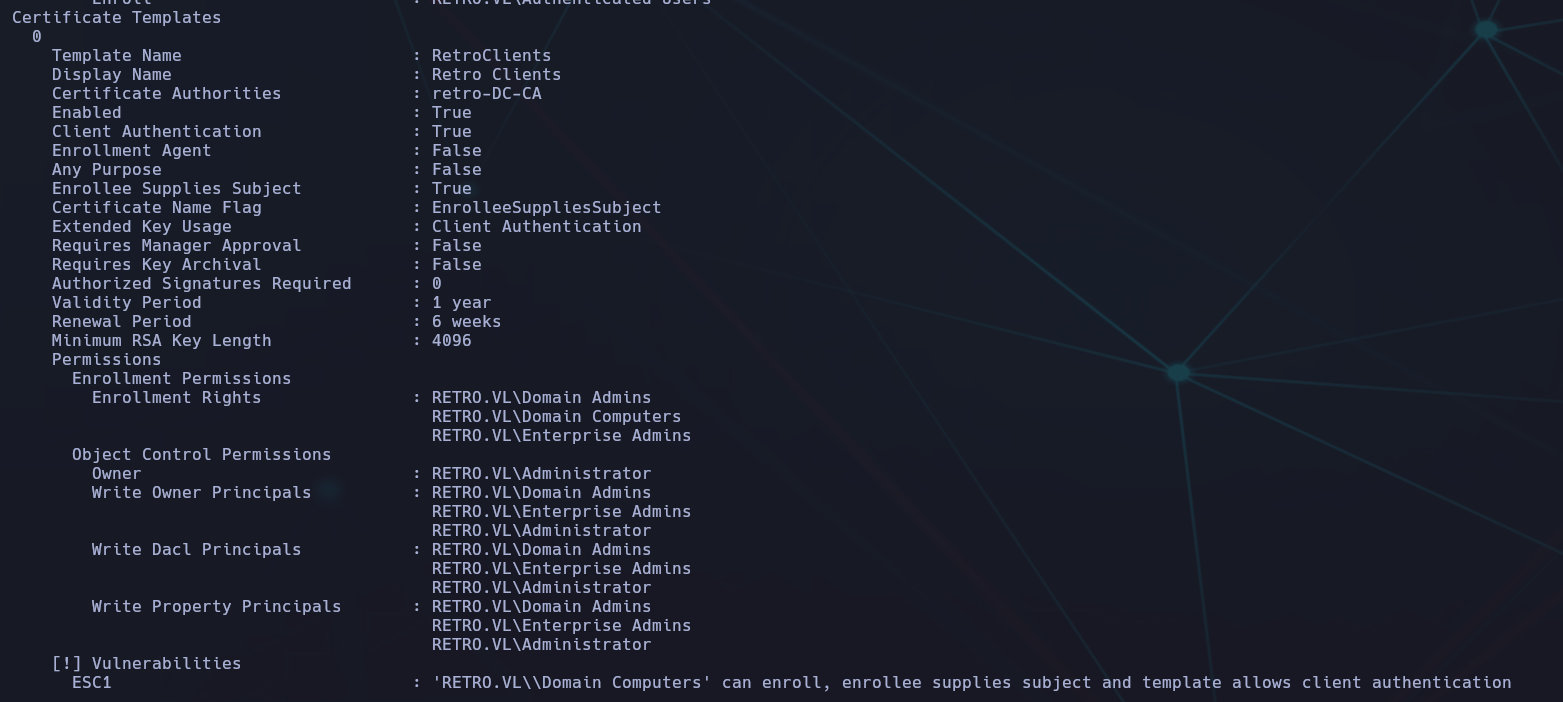 Enroll : RETRO.VL\Authenticated Users
Certificate Templates
0
Template Name : RetroClients
Display Name : Retro Clients
Certificate Authorities : retro-DC-CA
Enabled : True
Client Authentication : True
Enrollment Agent : False
Any Purpose : False
Enrollee Supplies Subject : True
Certificate Name Flag : EnrolleeSuppliesSubject
Extended Key Usage : Client Authentication
Requires Manager Approval : False
Requires Key Archival : False
Authorized Signatures Required : 0
Validity Period : 1 year
Renewal Period : 6 weeks
Minimum RSA Key Length : 4096
Permissions
Enrollment Permissions
Enrollment Rights : RETRO.VL\Domain Admins
RETRO.VL\Domain Computers
RETRO.VL\Enterprise Admins
Object Control Permissions
Owner : RETRO.VL\Administrator
Write Owner Principals : RETRO.VL\Domain Admins
RETRO.VL\Enterprise Admins
RETRO.VL\Administrator
Write Dacl Principals : RETRO.VL\Domain Admins
RETRO.VL\Enterprise Admins
RETRO.VL\Administrator
Write Property Principals : RETRO.VL\Domain Admins
RETRO.VL\Enterprise Admins
RETRO.VL\Administrator
[!] Vulnerabilities
ESC1 : 'RETRO.VL\\Domain Computers' can enroll, enrollee supplies subject and template allows client authentication